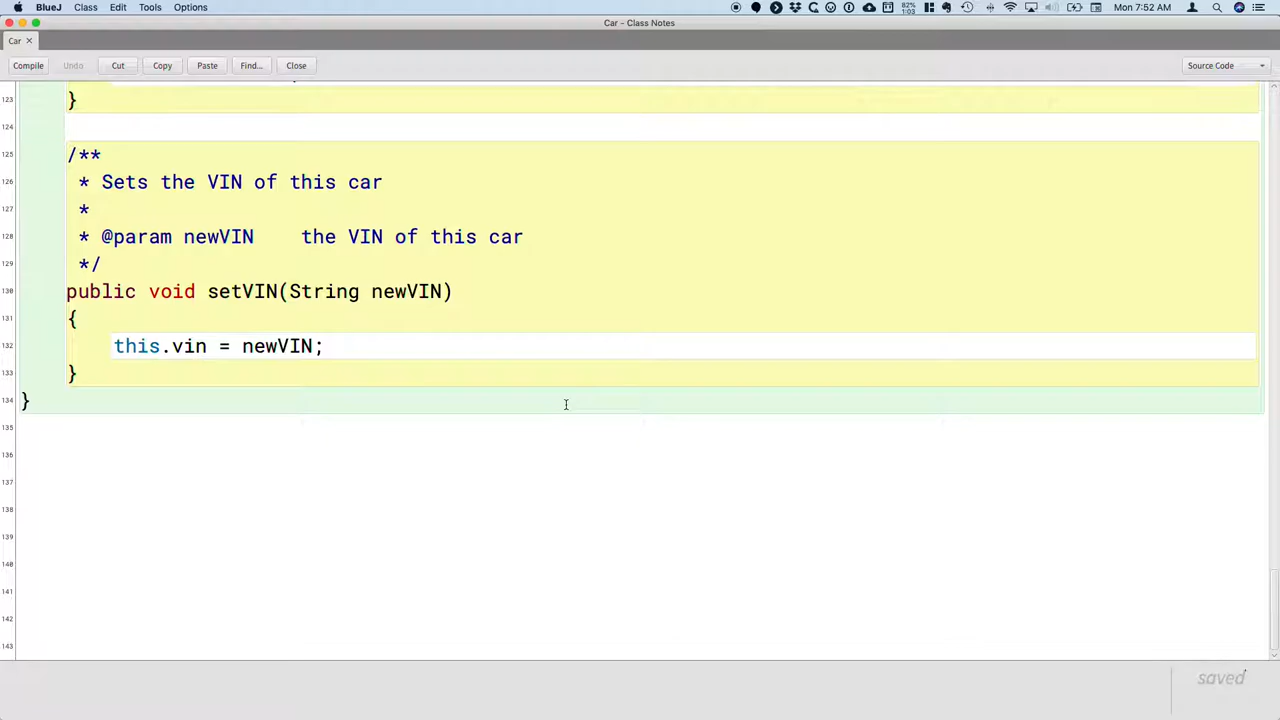 BlueJ Class Edit Tools Options 82% 1:03 Mon 7:52 AM
Car - Class Notes
Car ×
Compile Undo Cut Copy Paste Find... Close Source Code
123 }
124
125 /**
126 * Sets the VIN of this car
127 *
128 * @param newVIN    the VIN of this car
129 */
130 public void setVIN(String newVIN)
131 {
132 this.vin = newVIN;
133 }
134 }
135
136
137
138
139
140
141
142
143
saved